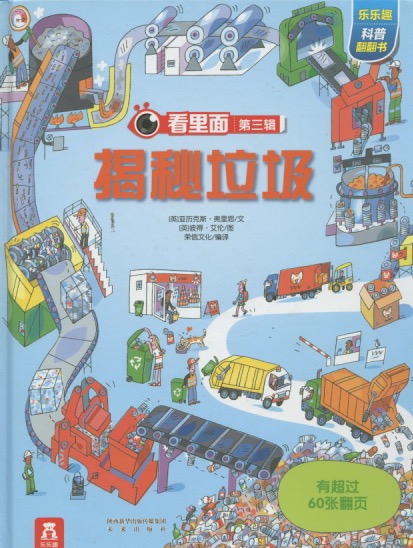 乐乐趣
科普
翻翻书
看里面 第三辑
揭秘垃圾
[英]亚历克斯·弗里思/文
[英]彼得·艾伦/图
荣信文化/编译
有超过
60张翻页
陕西新华出版传媒集团
未来出版社
乐乐趣